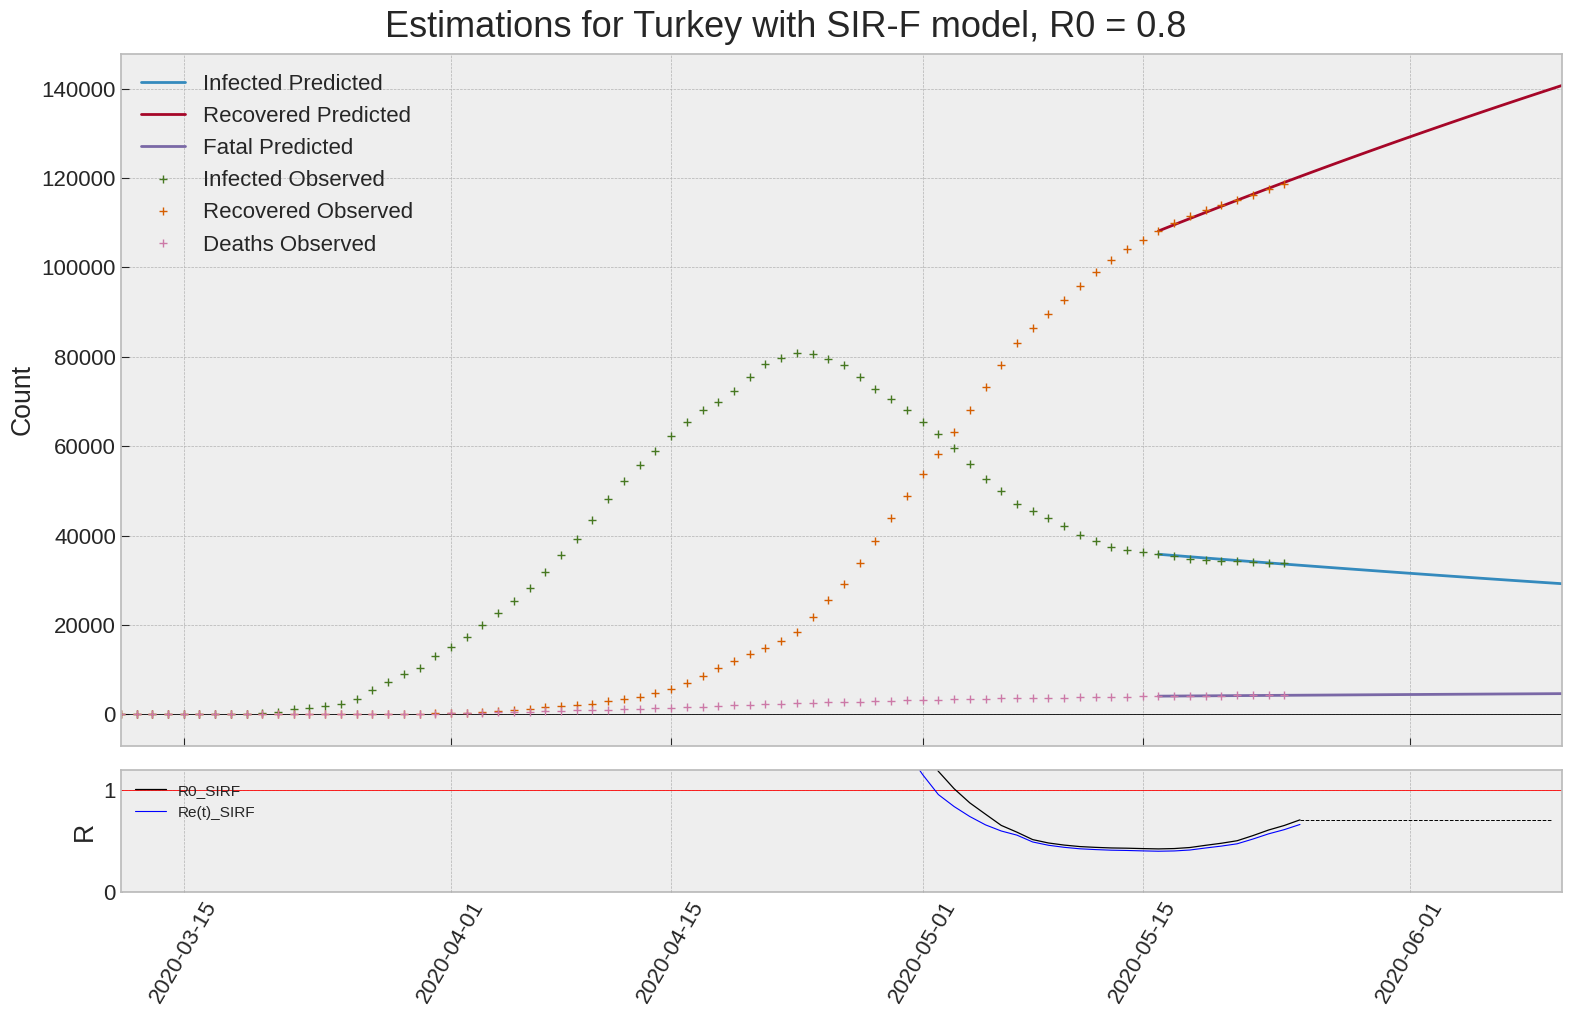 Estimations for Turkey with SIR-F model, R0 = 0.8
Infected Predicted
Recovered Predicted
Fatal Predicted
Infected Observed
Recovered Observed
Deaths Observed
140000
120000
100000
80000
60000
40000
20000
0
Count
R0_SIRF
Re(t)_SIRF
1
0
R
2020-03-15
2020-04-01
2020-04-15
2020-05-01
2020-05-15
2020-06-01